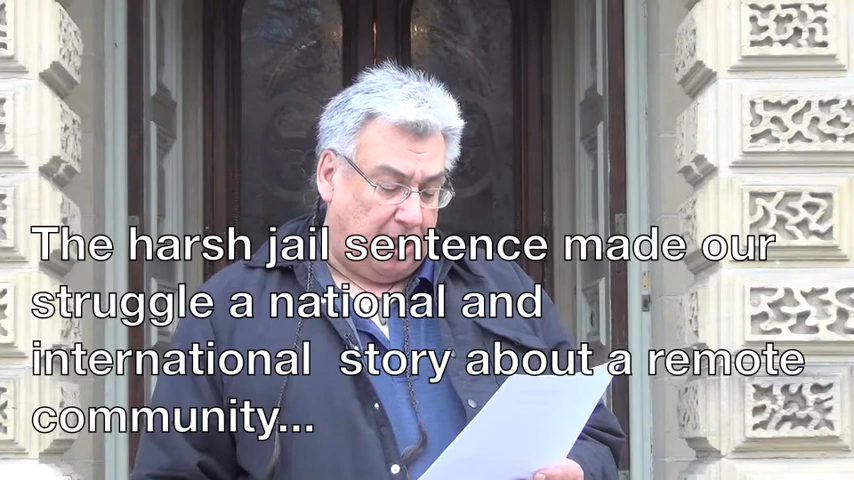 The harsh jail sentence made our
struggle a national and
international  story about a remote
community...